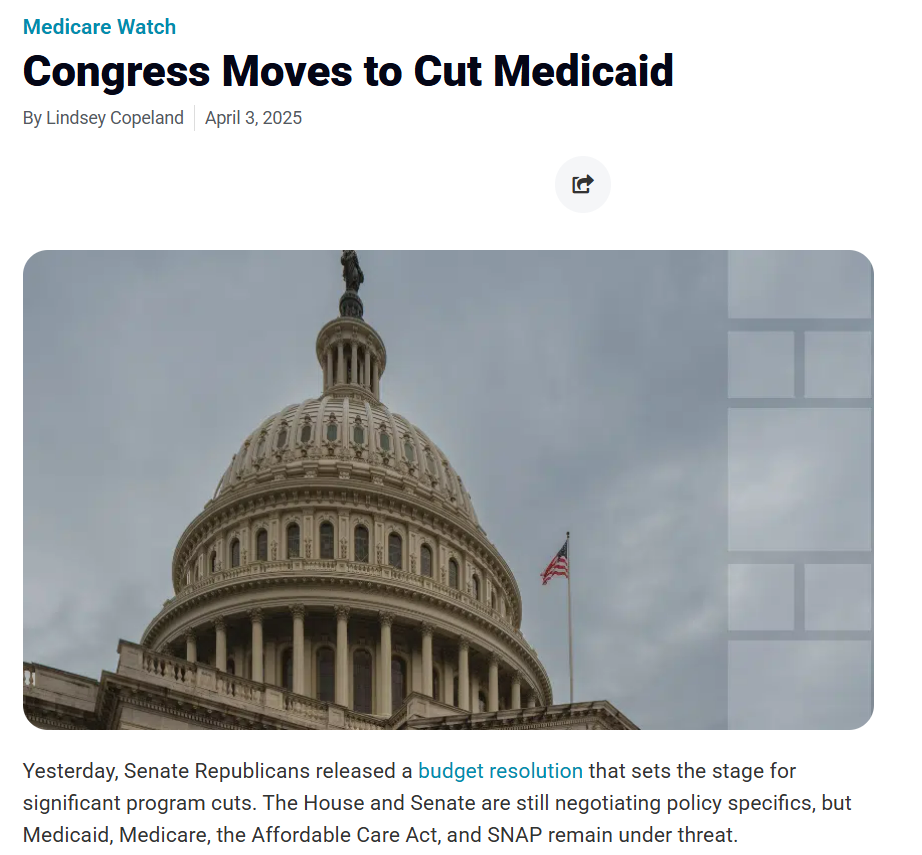 Medicare Watch
Congress Moves to Cut Medicaid
By Lindsey Copeland April 3, 2025
Yesterday, Senate Republicans released a budget resolution that sets the stage for
significant program cuts. The House and Senate are still negotiating policy specifics, but
Medicaid, Medicare, the Affordable Care Act, and SNAP remain under threat.